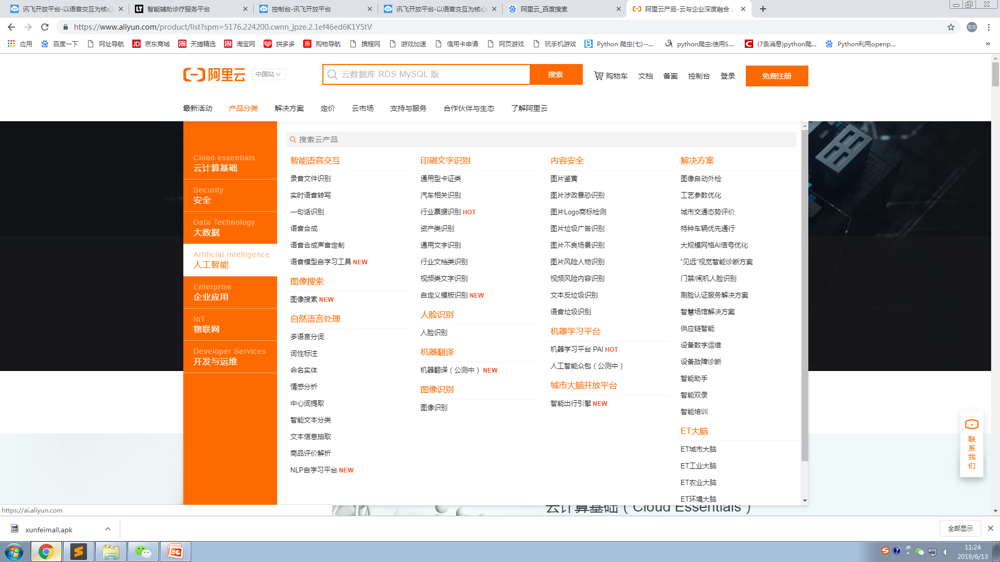 讯飞开放平台-以语音交互为核心
智能辅助诊疗服务平台
控制台-讯飞开放平台
讯飞开放平台-以语音交互为核心
阿里云_百度搜索
阿里云产品-云与企业深度融合，
https://www.aliyun.com/product/list?spm=5176.224200.cwnn_jpze.2.1ef46ed6K1Y5tV
见文
应用
百度一下
网址导航
JD 京东商城
淘 天猫精选
淘 淘宝网
拼多多
惠 购物导航
携程网
游戏加速
信用卡申请
网页游戏
玩手机游戏
Python 爬虫(七)--...
python爬虫:使用S...
(7条消息)python爬...
Python利用openp...
»
阿里云
中国站
云数据库 RDS MySQL 版
搜索
购物车
文档
备案
控制台
登录
免费注册
最新活动
产品分类
解决方案
定价
云市场
支持与服务
合作伙伴与生态
了解阿里云
Cloud essentials
云计算基础
Security
安全
Data Technology
大数据
Artificial Intelligence
人工智能
Enterprise
企业应用
IoT
物联网
Developer Services
开发与运维
搜索云产品
智能语音交互
录音文件识别
实时语音转写
一句话识别
语音合成
语音合成声音定制
语音模型自学习工具 NEW
图像搜索
图像搜索 NEW
自然语言处理
多语言分词
词性标注
命名实体
情感分析
中心词提取
智能文本分类
文本信息抽取
商品评价解析
NLP自学习平台 NEW
印刷文字识别
通用型卡证类
汽车相关识别
行业票据识别 HOT
资产类识别
通用文字识别
行业文档类识别
视频类文字识别
自定义模板识别 NEW
人脸识别
人脸识别
机器翻译
机器翻译（公测中） NEW
图像识别
图像识别
内容安全
图片鉴黄
图片涉政暴恐识别
图片Logo商标检测
图片垃圾广告识别
图片不良场景识别
图片风险人物识别
视频风险内容识别
文本反垃圾识别
语音垃圾识别
机器学习平台
机器学习平台 PAI HOT
人工智能众包（公测中）
城市大脑开放平台
智能出行引擎 NEW
解决方案
图像自动外检
工艺参数优化
城市交通态势评价
特种车辆优先通行
大规模网格AI信号优化
“见远”视觉智能诊断方案
门禁/闸机人脸识别
刷脸认证服务解决方案
智慧场馆解决方案
供应链智能
设备数字运维
设备故障诊断
智能助手
智能双录
智能培训
ET大脑
ET城市大脑
ET工业大脑
ET农业大脑
ET环境大脑
联系我们
云计算基础（Cloud Essentials）
https://ai.aliyun.com
xunfeimall.apk
全部显示
11:24
2019/6/13